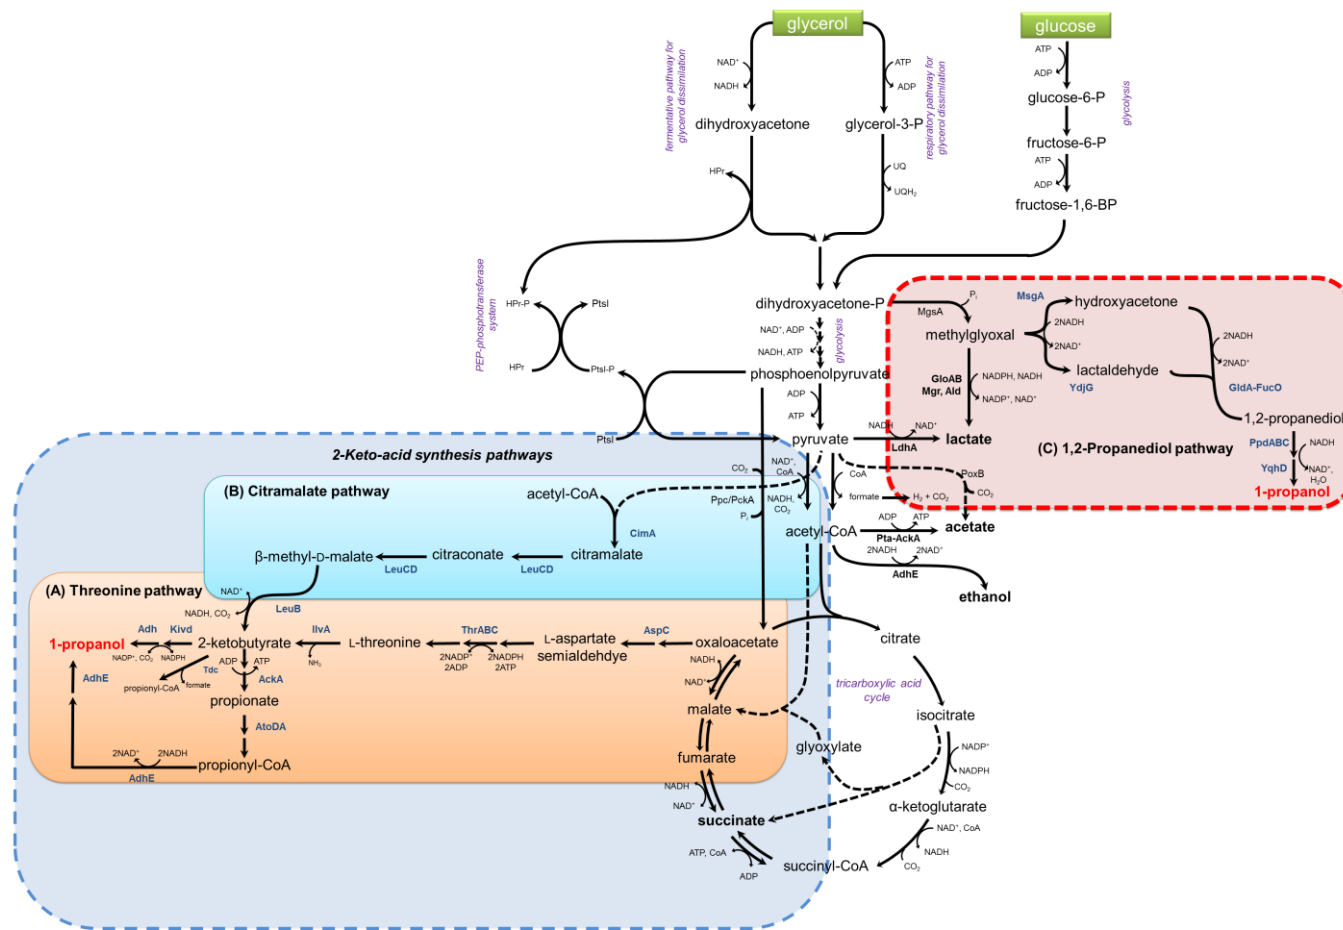 glycerol
glucose
fermentative pathway for
glycerol dissimilation
NAD⁺
NADH
ATP
ADP
respiratory pathway for
glycerol dissimilation
ATP
ADP
glycolysis
glucose-6-P
dihydroxyacetone
glycerol-3-P
fructose-6-P
HPr
UQ
UQH₂
ATP
ADP
fructose-1,6-BP
PEP-phosphotransferase
system
HPr-P
PtsI
HPr
PtsI-P
PtsI
dihydroxyacetone-P
NAD⁺, ADP
NADH, ATP
glycolysis
phosphoenolpyruvate
ADP
ATP
pyruvate
MgsA
Pᵢ
methylglyoxal
MsgA
hydroxyacetone
2NADH
2NAD⁺
2NADH
2NAD⁺
lactaldehyde
YdjG
GldA-FucO
GloAB
Mgr, Ald
NADPH, NADH
NADP⁺, NAD⁺
1,2-propanediol
NADH
NAD⁺
LdhA
lactate
(C) 1,2-Propanediol pathway
PpdABC
NADH
YqhD
NAD⁺,
H₂O
1-propanol
2-Keto-acid synthesis pathways
CO₂
Ppc/PckA
Pᵢ
NAD⁺,
CoA
NADH,
CO₂
CoA
formate
H₂ + CO₂
PoxB
CO₂
(B) Citramalate pathway
acetyl-CoA
CimA
acetyl-CoA
ADP
ATP
Pta-AckA
acetate
2NADH
2NAD⁺
AdhE
ethanol
β-methyl-D-malate
LeuCD
citraconate
LeuCD
citramalate
(A) Threonine pathway
NAD⁺
NADH, CO₂
LeuB
1-propanol
Adh
Kivd
NADP⁺, CO₂
NADPH
2-ketobutyrate
IlvA
NH₃
L-threonine
ThrABC
2NADP⁺
2ADP
2NADPH
2ATP
L-aspartate
semialdehdye
AspC
oxaloacetate
citrate
AdhE
Tdc
propionyl-CoA
formate
ADP
ATP
AckA
propionate
AtoDA
NADH
NAD⁺
malate
tricarboxylic acid
cycle
isocitrate
2NAD⁺
2NADH
AdhE
propionyl-CoA
fumarate
glyoxylate
NADP⁺
NADPH
CO₂
NADH
NAD⁺
succinate
α-ketoglutarate
NAD⁺, CoA
NADH
CO₂
ATP, CoA
ADP
succinyl-CoA